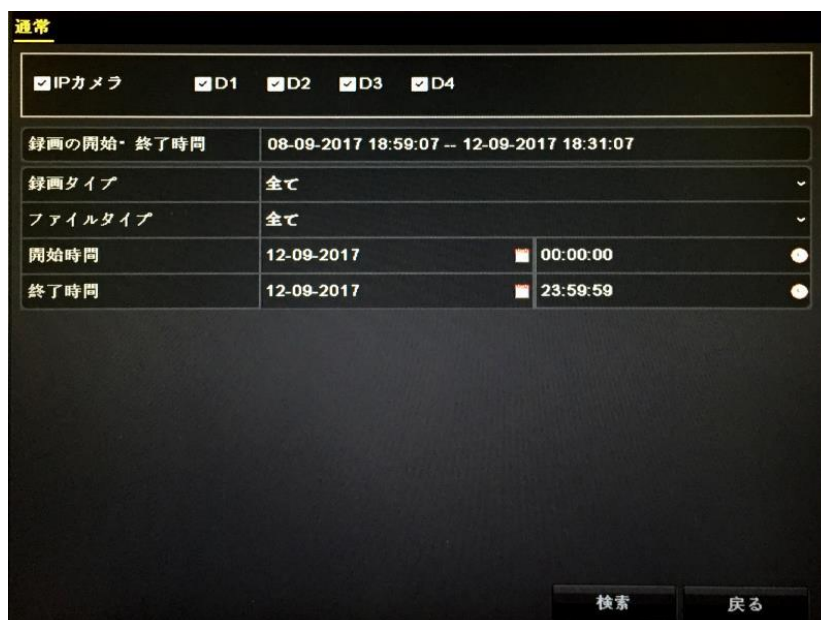 通常
IPカメラ D1 D2 D3 D4
録画の開始・終了時間 08-09-2017 18:59:07 -- 12-09-2017 18:31:07
録画タイプ 全て
ファイルタイプ 全て
開始時間 12-09-2017 00:00:00
終了時間 12-09-2017 23:59:59
検索 戻る